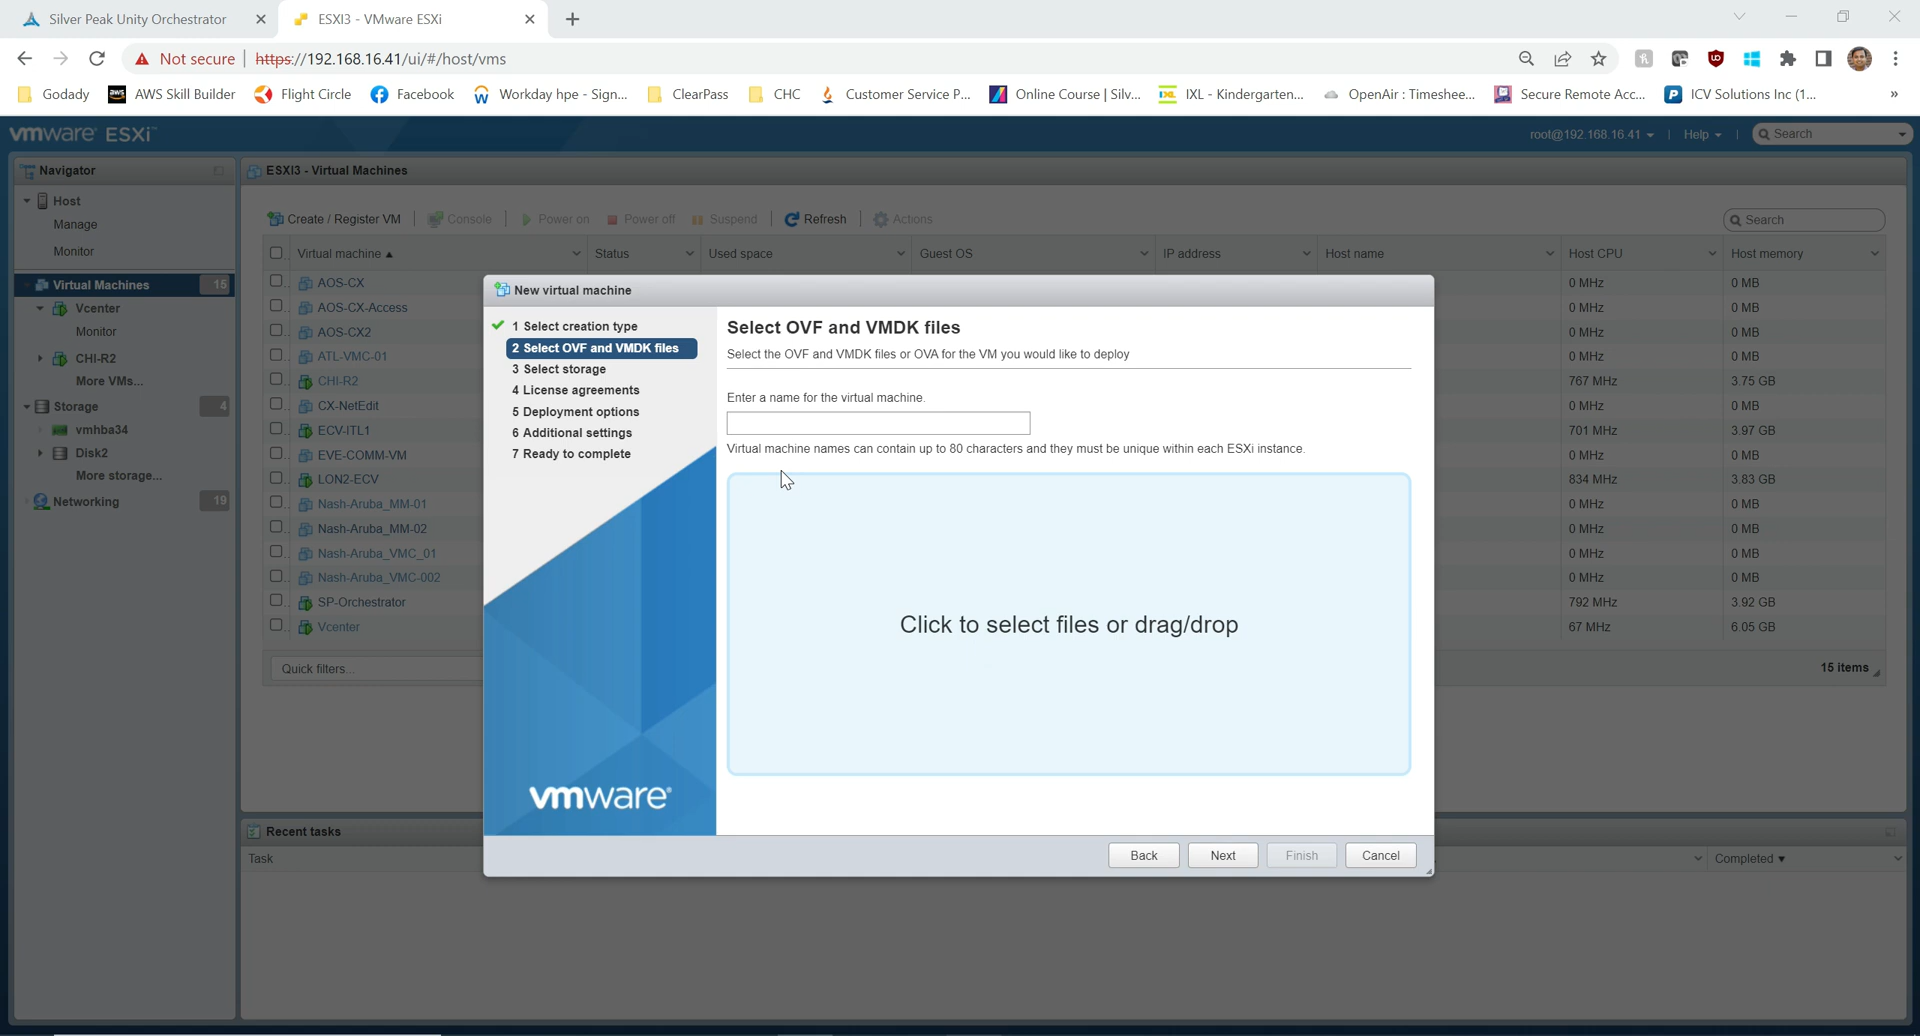 Silver Peak Unity Orchestrator
ESXI3 - VMware ESXi
Not secure
https://192.168.16.41/ui/#/host/vms
Godady
AWS Skill Builder
Flight Circle
Facebook
Workday hpe - Sign...
ClearPass
CHC
Customer Service P...
Online Course | Silv...
IXL - Kindergarten...
OpenAir : Timeshee...
Secure Remote Acc...
ICV Solutions Inc (1...
vmware ESXi
root@192.168.16.41
Help
Search
Navigator
ESXI3 - Virtual Machines
Host
Manage
Monitor
Virtual Machines 15
Vcenter
Monitor
CHI-R2
More VMs...
Storage 4
vmhba34
Disk2
More storage...
Networking 19
Create / Register VM
Console
Power on
Power off
Suspend
Refresh
Actions
Search
Virtual machine Status Used space Guest OS IP address Host name Host CPU Host memory
AOS-CX 0 MHz 0 MB
AOS-CX-Access 0 MHz 0 MB
AOS-CX2 0 MHz 0 MB
ATL-VMC-01 0 MHz 0 MB
CHI-R2 767 MHz 3.75 GB
CX-NetEdit 0 MHz 0 MB
ECV-ITL1 701 MHz 3.97 GB
EVE-COMM-VM 0 MHz 0 MB
LON2-ECV 834 MHz 3.83 GB
Nash-Aruba_MM-01 0 MHz 0 MB
Nash-Aruba_MM-02 0 MHz 0 MB
Nash-Aruba_VMC_01 0 MHz 0 MB
Nash-Aruba_VMC-002 0 MHz 0 MB
SP-Orchestrator 792 MHz 3.92 GB
Vcenter 67 MHz 6.05 GB
Quick filters...
15 items
New virtual machine
1 Select creation type
2 Select OVF and VMDK files
3 Select storage
4 License agreements
5 Deployment options
6 Additional settings
7 Ready to complete
vmware
Select OVF and VMDK files
Select the OVF and VMDK files or OVA for the VM you would like to deploy
Enter a name for the virtual machine.
Virtual machine names can contain up to 80 characters and they must be unique within each ESXi instance.
Click to select files or drag/drop
Back
Next
Finish
Cancel
Recent tasks
Task
Completed